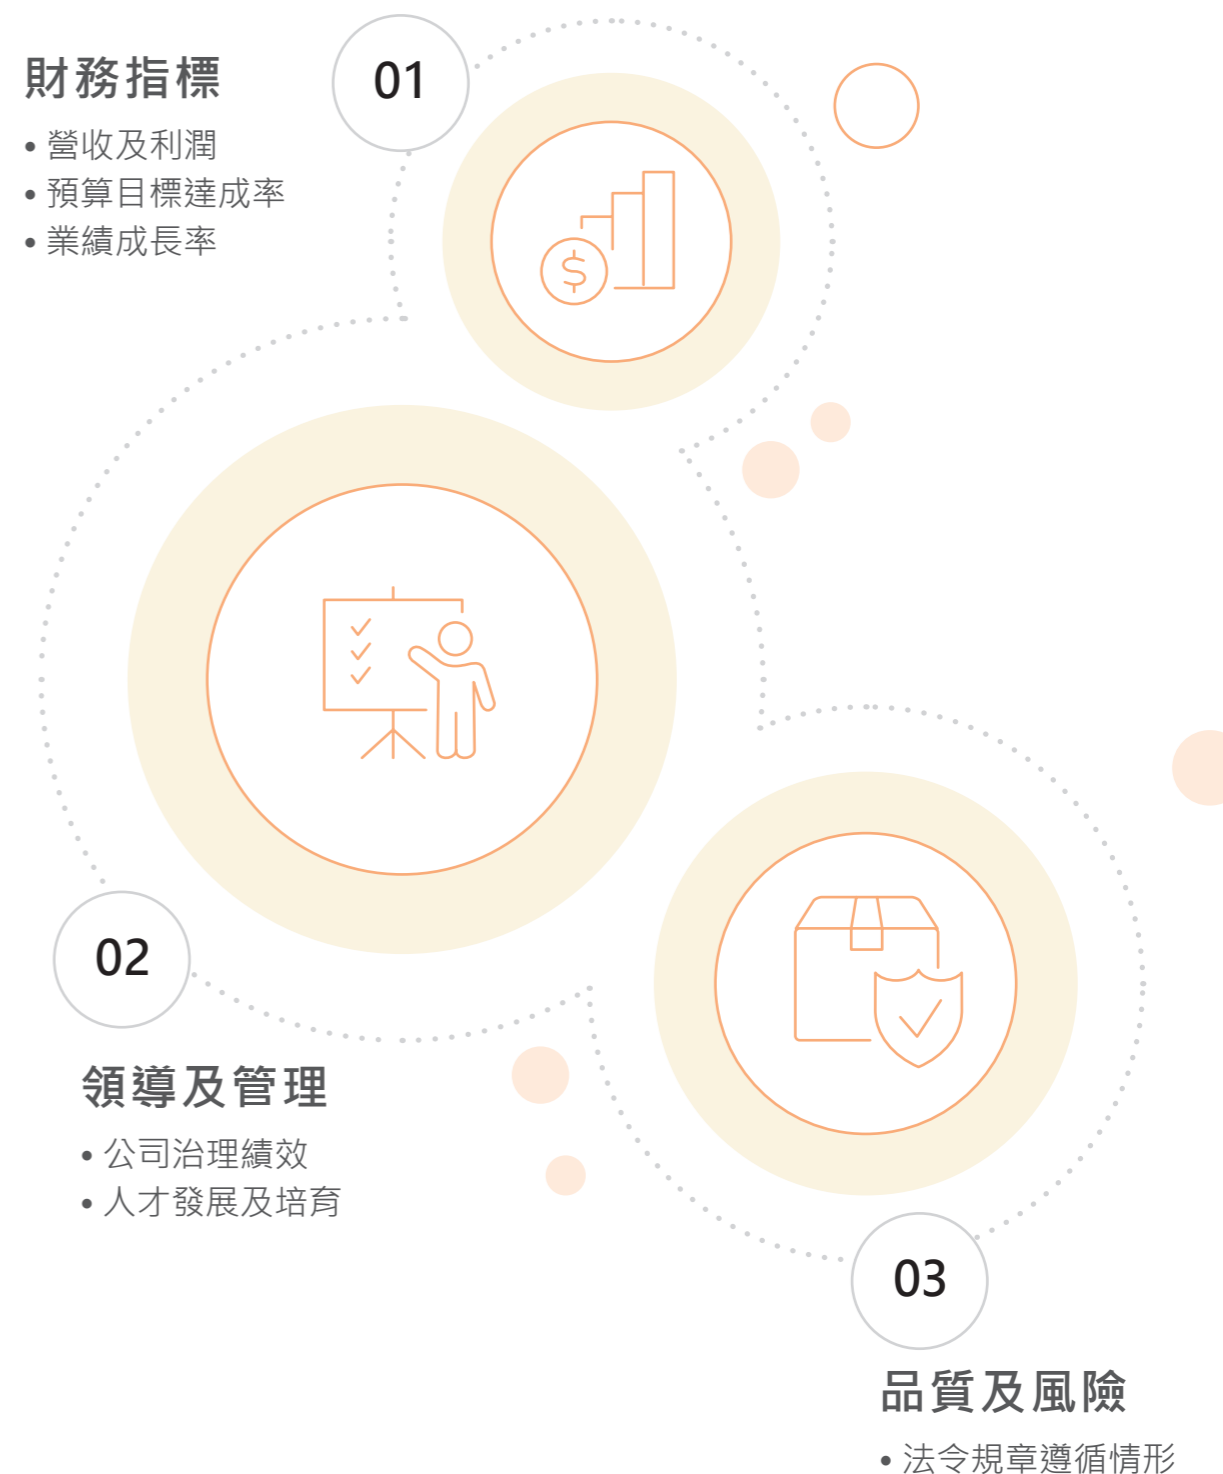 01
財務指標
• 營收及利潤
• 預算目標達成率
• 業績成長率
$
02
領導及管理
• 公司治理績效
• 人才發展及培育
03
品質及風險
• 法令規章遵循情形